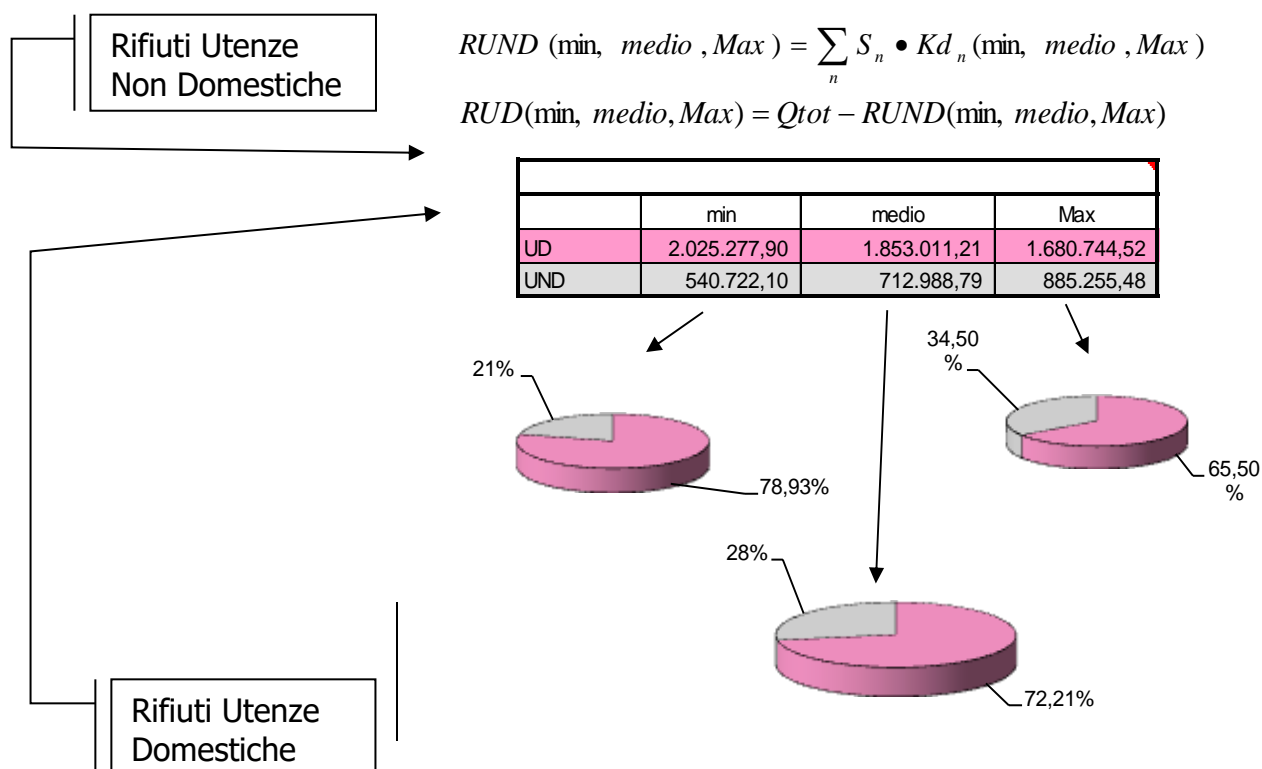 Rifiuti Utenze
Non Domestiche
RUND (min, medio , Max ) = ∑ₙ Sₙ • Kdₙ (min, medio , Max )
RUD(min, medio, Max) = Qtot − RUND(min, medio, Max)
min medio Max
UD 2.025.277,90 1.853.011,21 1.680.744,52
UND 540.722,10 712.988,79 885.255,48
34,50
%
21%
65,50
%
78,93%
28%
72,21%
Rifiuti Utenze
Domestiche